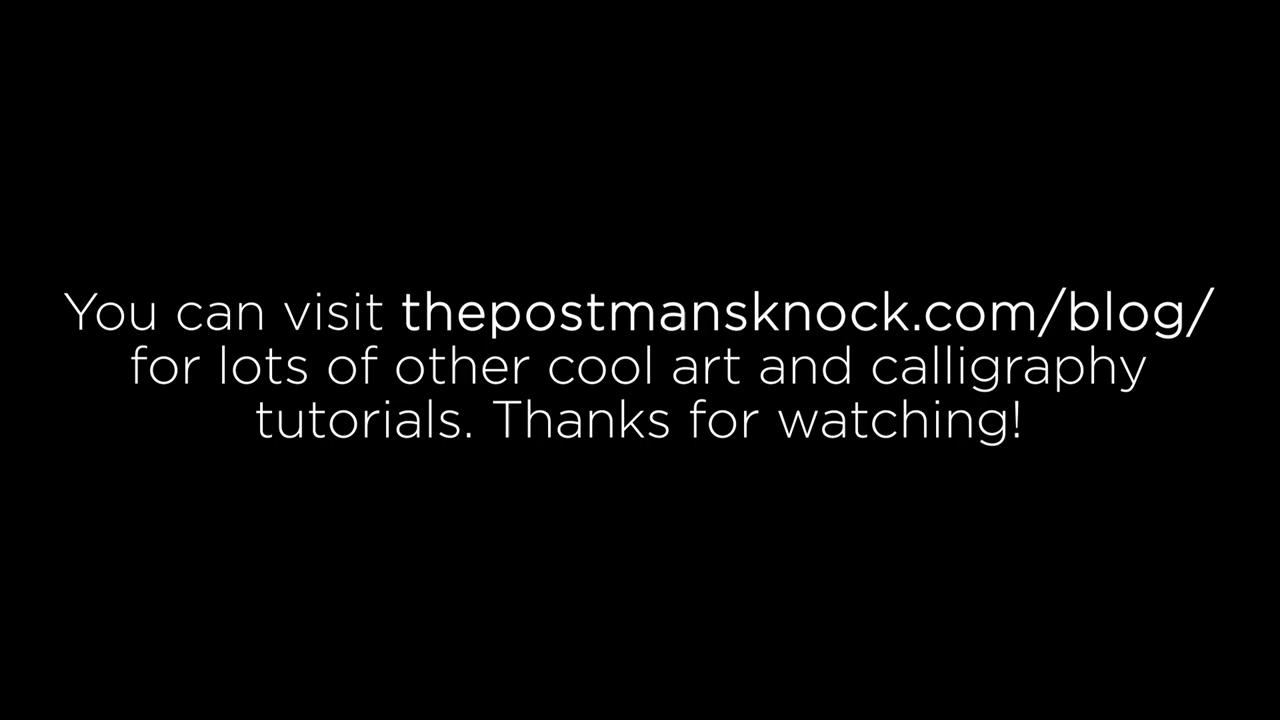 You can visit thepostmansknock.com/blog/
for lots of other cool art and calligraphy
tutorials. Thanks for watching!